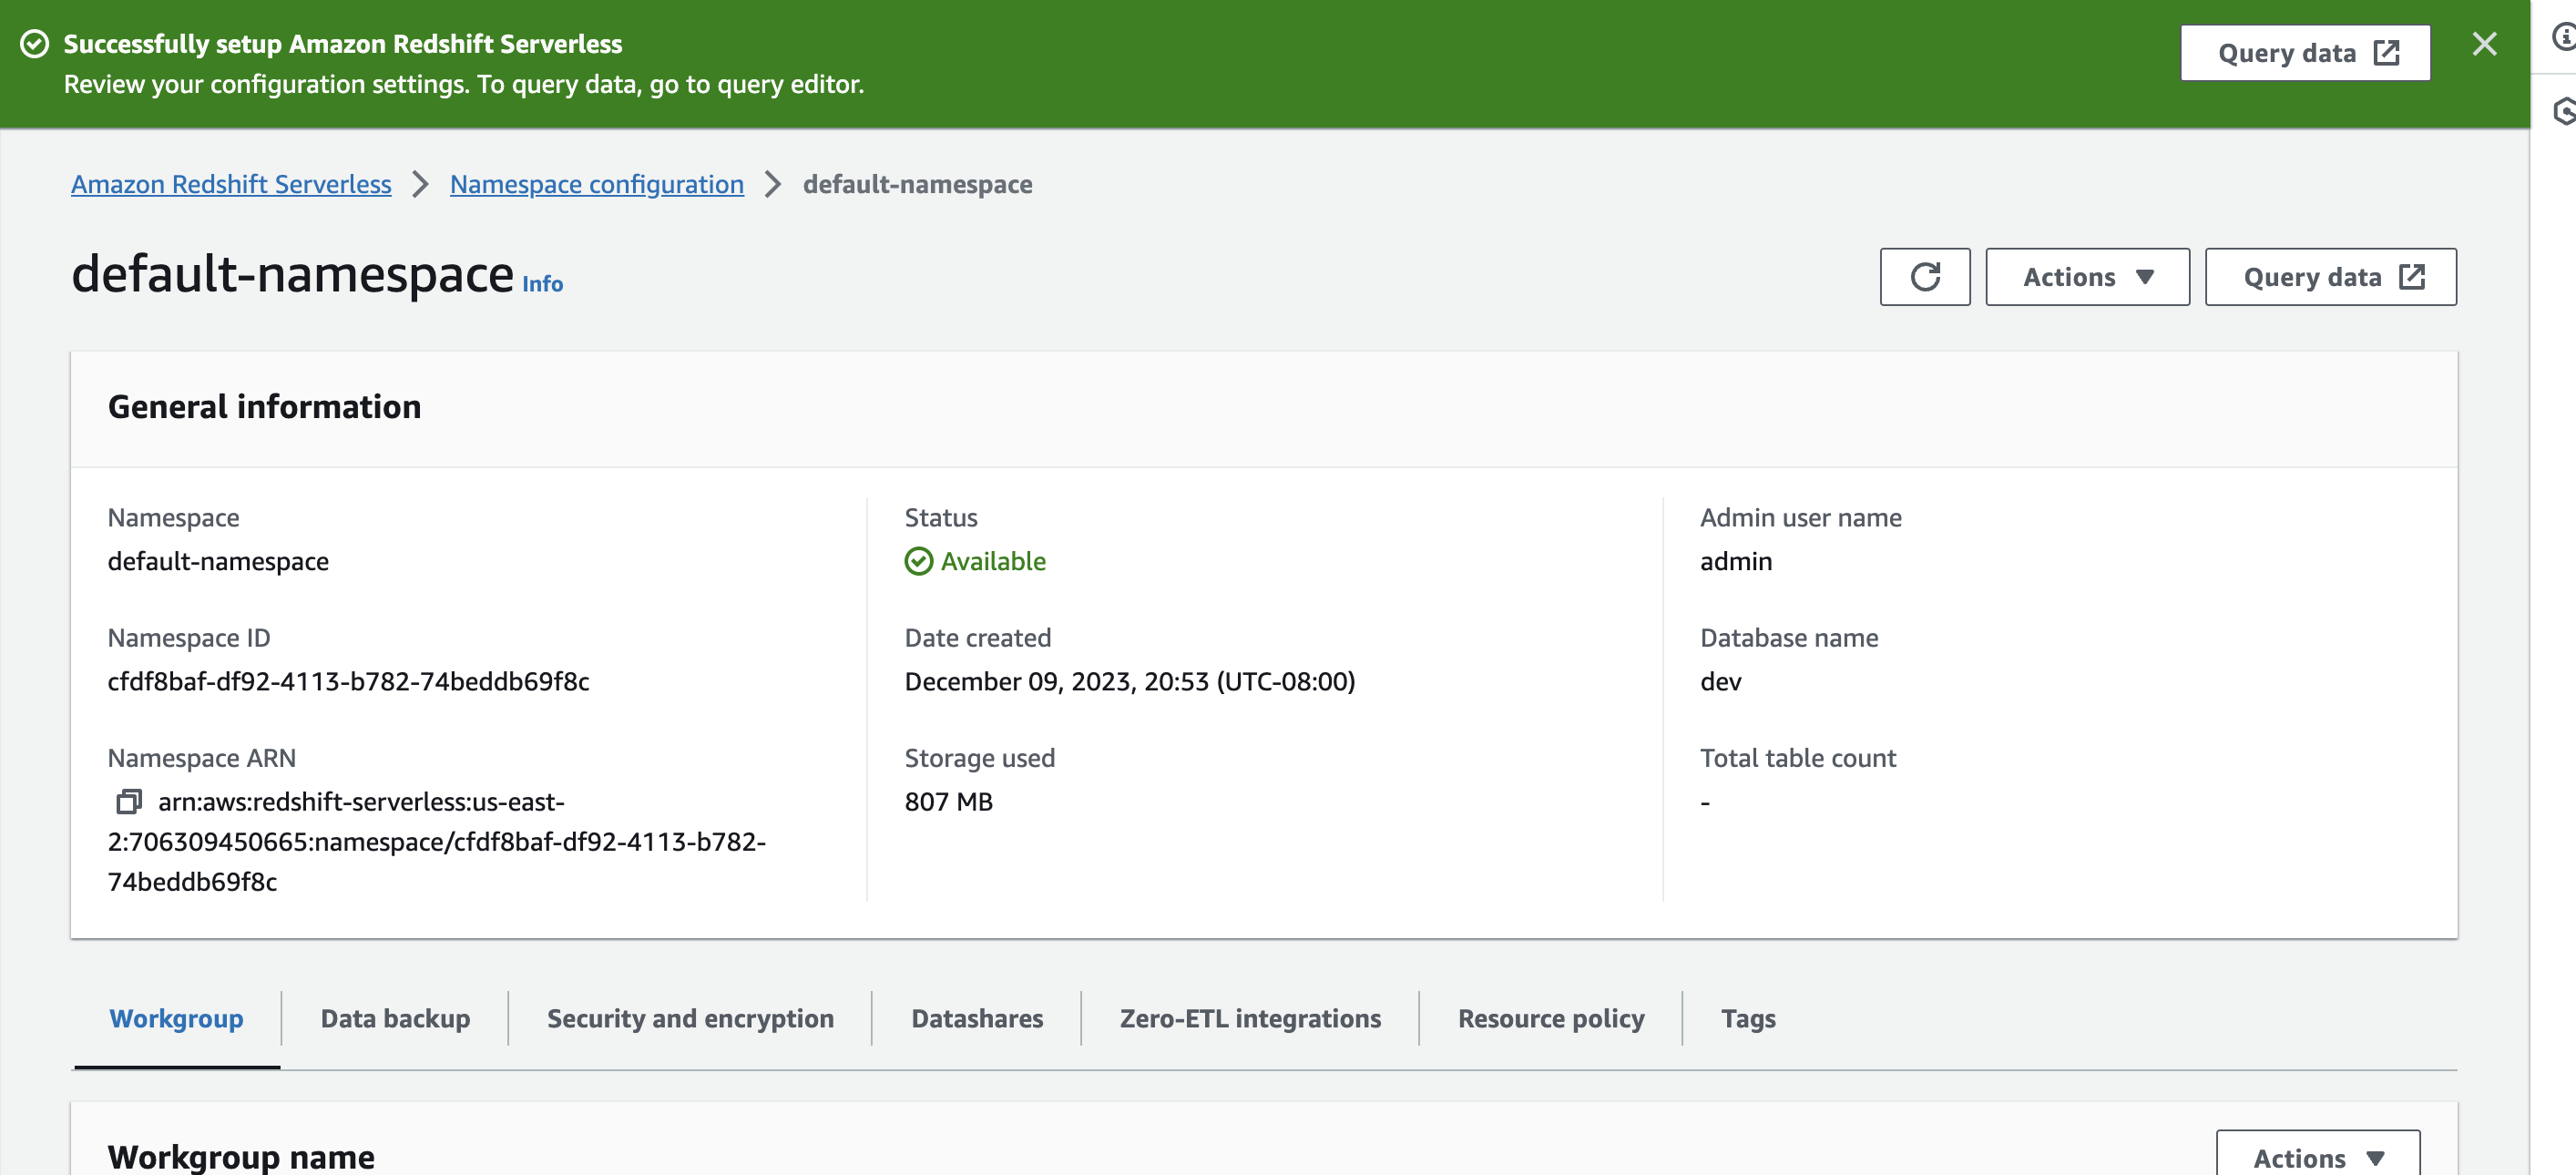 Successfully setup Amazon Redshift Serverless
Review your configuration settings. To query data, go to query editor.
Query data
Amazon Redshift Serverless
Namespace configuration
default-namespace
default-namespace Info
Actions
Query data
General information
Namespace
default-namespace
Namespace ID
cfdf8baf-df92-4113-b782-74beddb69f8c
Namespace ARN
arn:aws:redshift-serverless:us-east-
2:706309450665:namespace/cfdf8baf-df92-4113-b782-
74beddb69f8c
Status
Available
Date created
December 09, 2023, 20:53 (UTC-08:00)
Storage used
807 MB
Admin user name
admin
Database name
dev
Total table count
-
Workgroup
Data backup
Security and encryption
Datashares
Zero-ETL integrations
Resource policy
Tags
Workgroup name
Actions